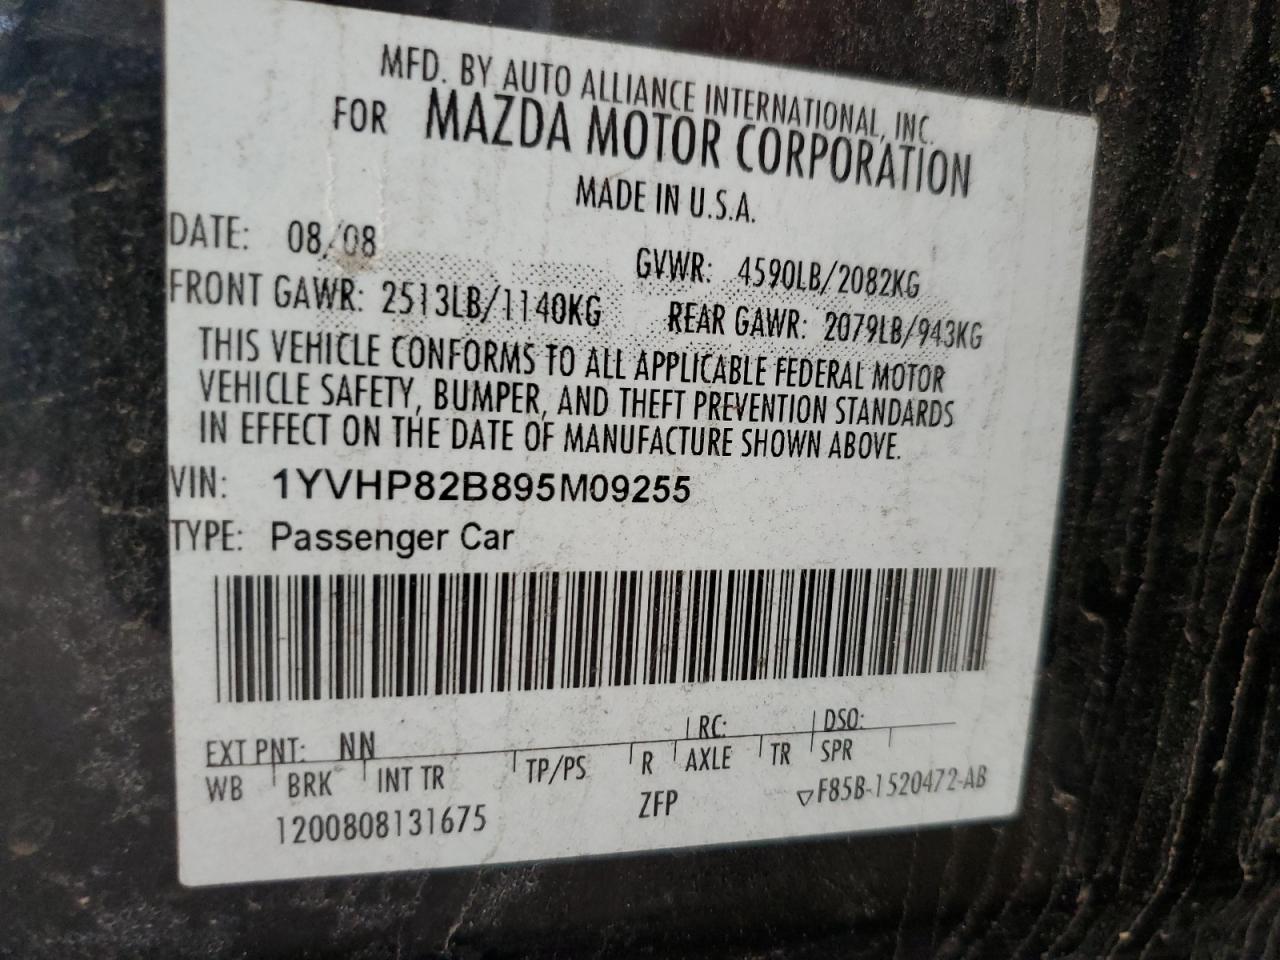 MFD. BY AUTO ALLIANCE INTERNATIONAL, INC.
FOR MAZDA MOTOR CORPORATION
MADE IN U.S.A.
DATE: 08/08
GVWR: 4590LB/2082KG
FRONT GAWR: 2513LB/1140KG
REAR GAWR: 2079LB/943KG
THIS VEHICLE CONFORMS TO ALL APPLICABLE FEDERAL MOTOR
VEHICLE SAFETY, BUMPER, AND THEFT PREVENTION STANDARDS
IN EFFECT ON THE DATE OF MANUFACTURE SHOWN ABOVE.
VIN: 1YVHP82B895M09255
TYPE: Passenger Car
EXT PNT: NN RC: DSO:
WB BRK INT TR TP/PS R AXLE TR SPR
ZFP ▽F85B-1520472-AB
1200808131675